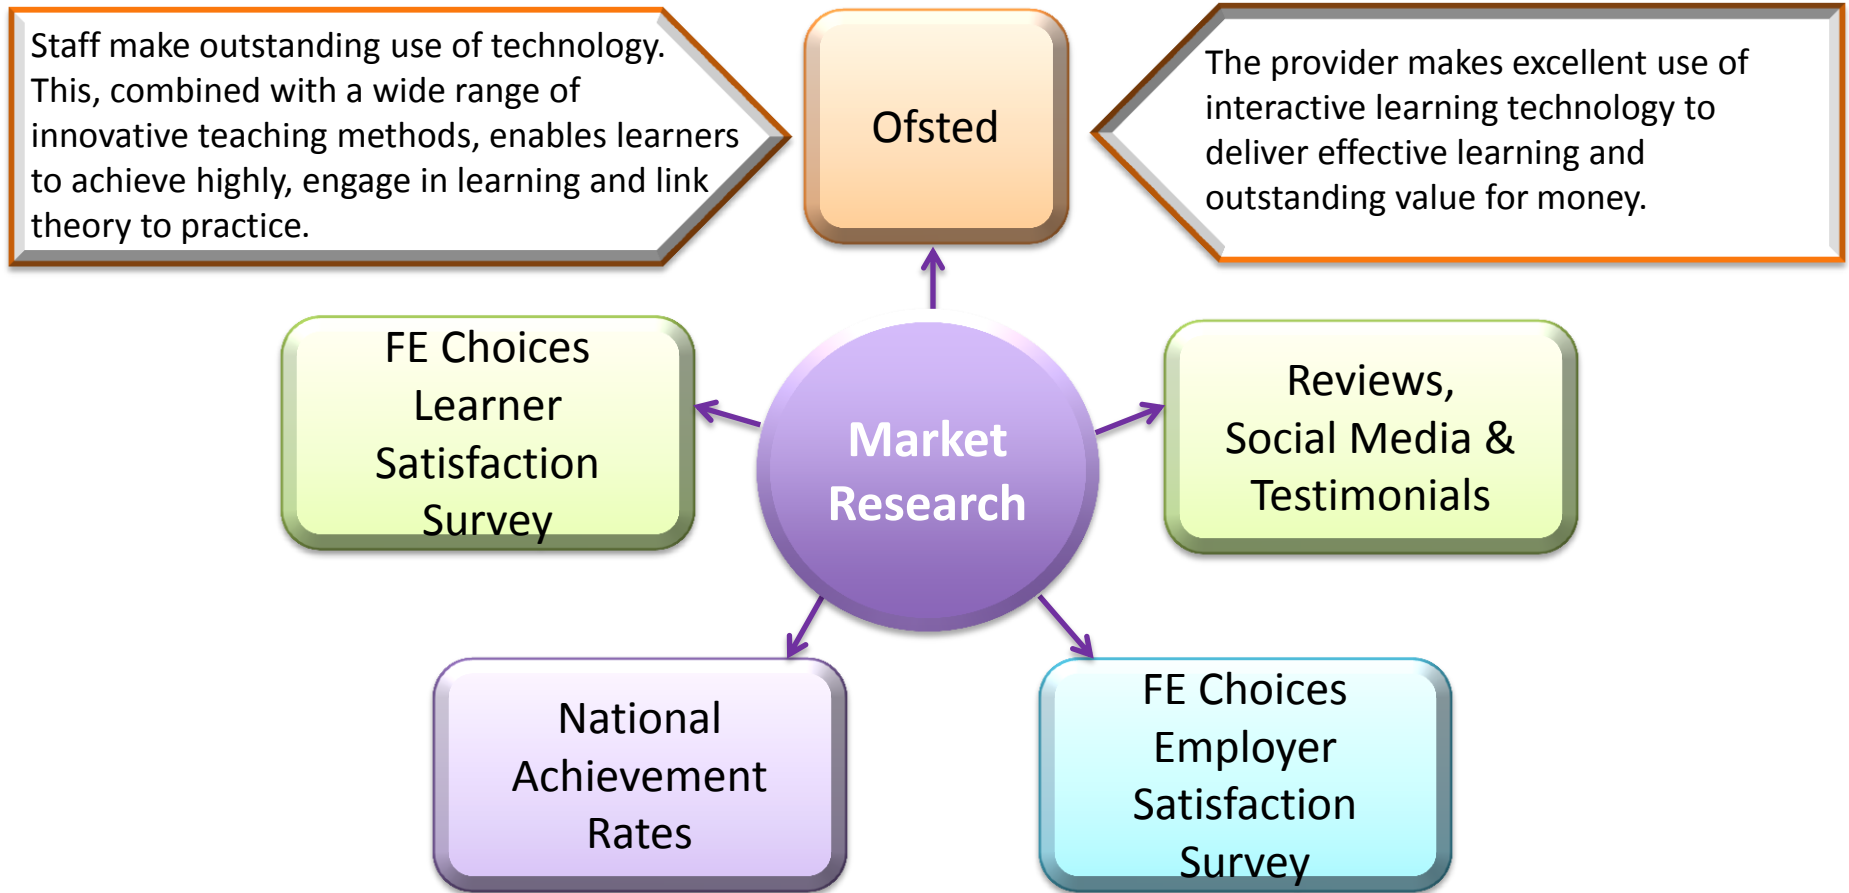 Staff make outstanding use of technology.
This, combined with a wide range of
innovative teaching methods, enables learners
to achieve highly, engage in learning and link
theory to practice.
Ofsted
The provider makes excellent use of
interactive learning technology to
deliver effective learning and
outstanding value for money.
FE Choices
Learner
Satisfaction
Survey
Market
Research
Reviews,
Social Media &
Testimonials
National
Achievement
Rates
FE Choices
Employer
Satisfaction
Survey